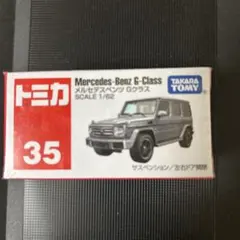 トミカ
35
Mercedes-Benz G-Class
メルセデスベンツ Gクラス
SCALE 1/62
TAKARA TOMY
サスペンション/左右ドア開閉